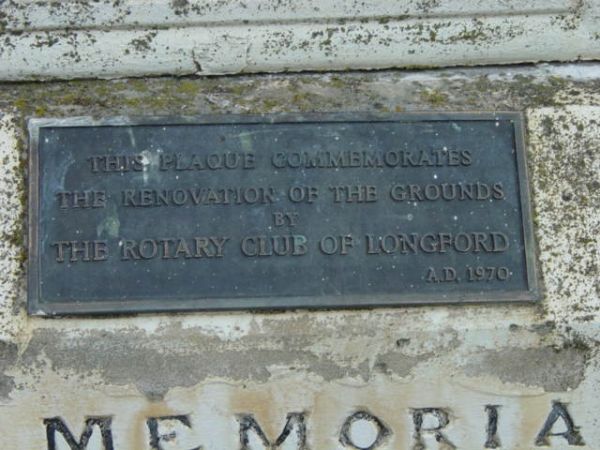 THIS PLAQUE COMMEMORATES
THE RENOVATION OF THE GROUNDS
BY
THE ROTARY CLUB OF LONGFORD
A.D. 1970
MEMORIA